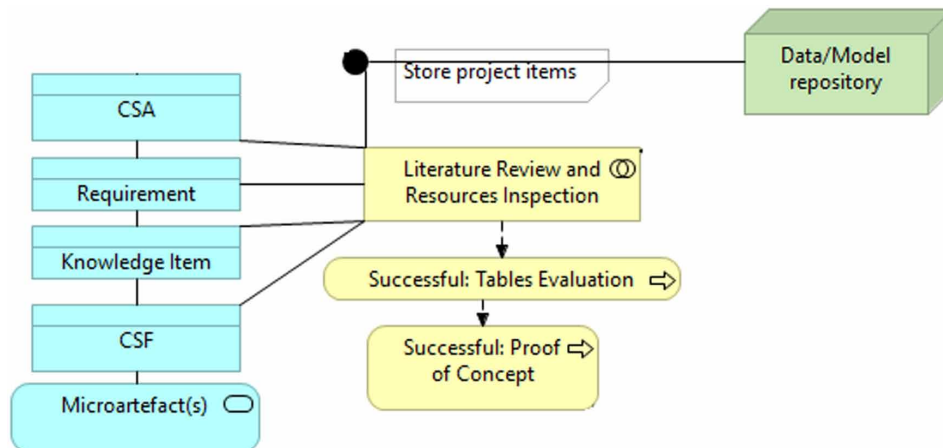 Store project items
Data/Model
repository
CSA
Literature Review and
Resources Inspection
Requirement
Knowledge Item
Successful: Tables Evaluation
CSF
Successful: Proof
of Concept
Microartefact(s)